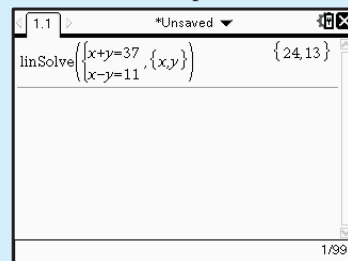 1.1 *Unsaved
linSolve({x+y=37 x−y=11,{x,y}) {24,13}
1/99